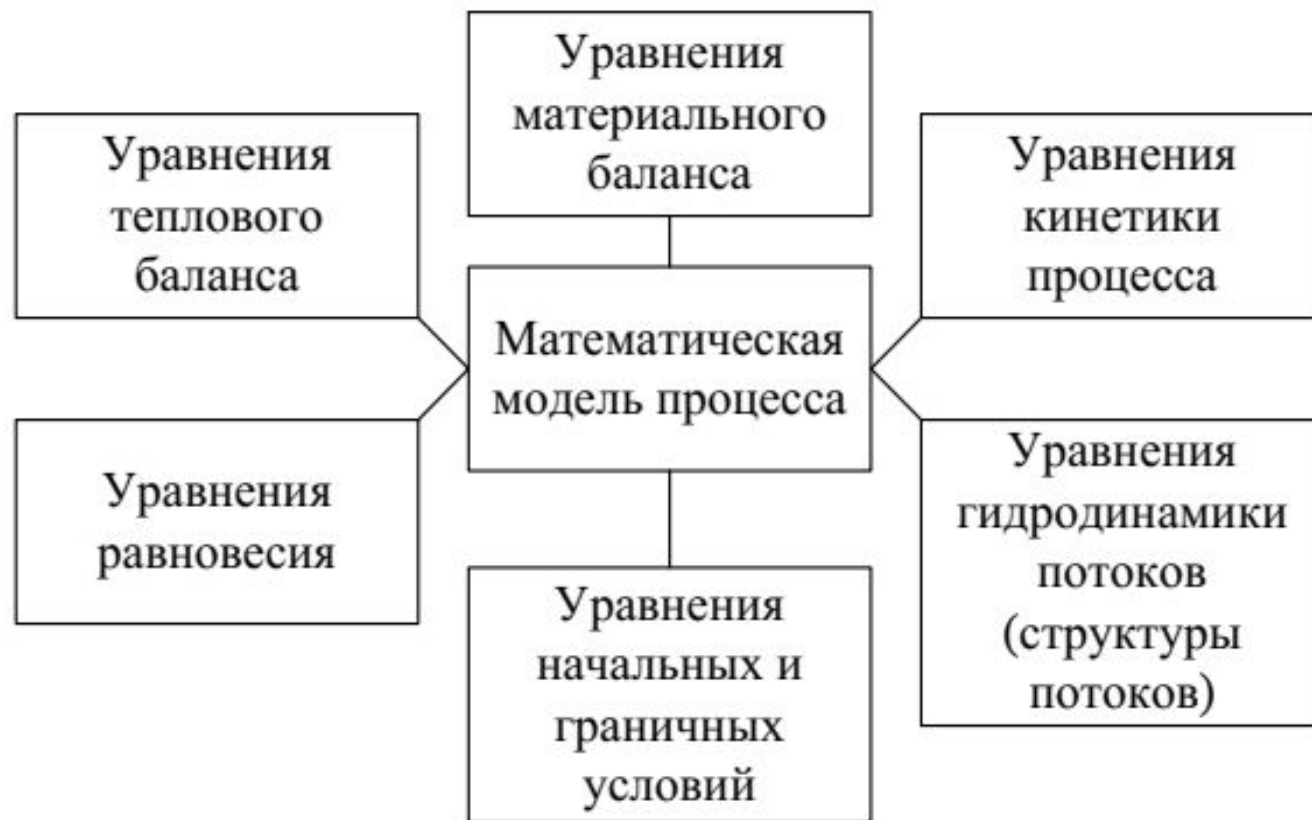 Уравнения
материального
баланса
Уравнения
теплового
баланса
Уравнения
кинетики
процесса
Математическая
модель процесса
Уравнения
равновесия
Уравнения
гидродинамики
потоков
(структуры
потоков)
Уравнения
начальных и
граничных
условий